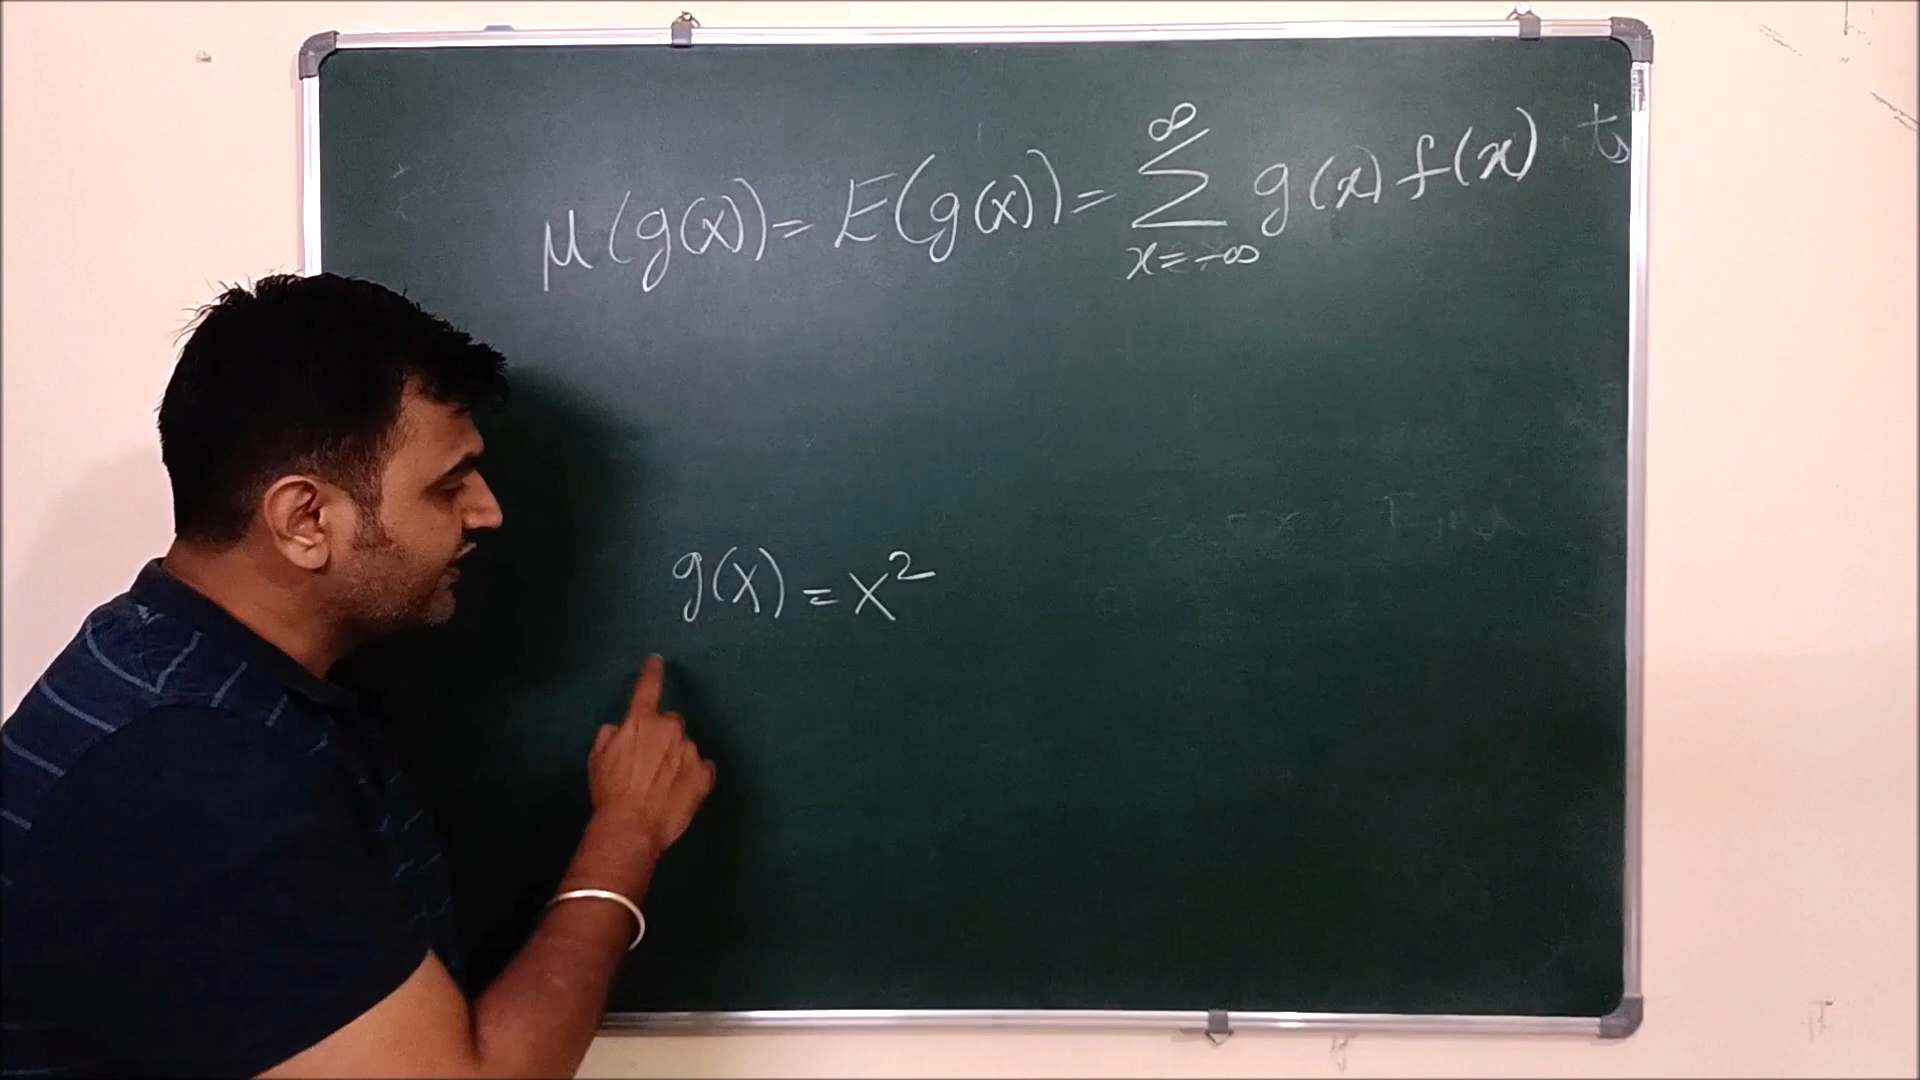 μ(g(X)) = E(g(X)) = ∞ Σ x=-∞ g(x) f(x)
g(X) = X²